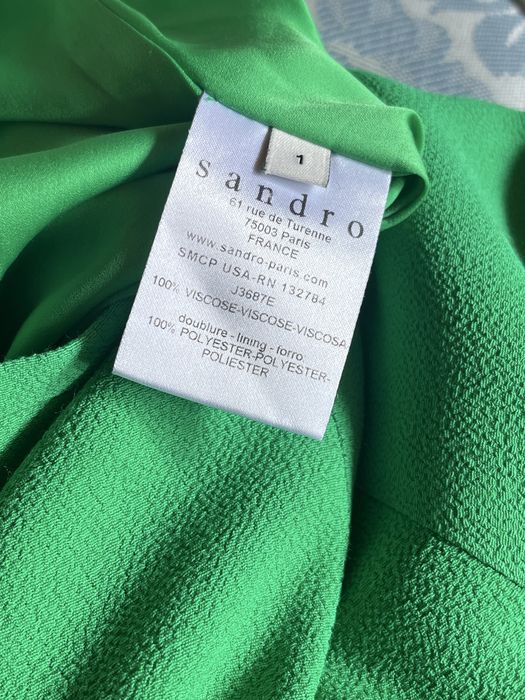 1
sandro
61 rue de Turenne
75003 Paris
FRANCE
www.sandro-paris.com
SMCP USA-RN 132784
J36B7E
100% VISCOSE-VISCOSE-VISCOSA
doublure - lining - forro
100% POLYESTER-POLYESTER-
POLIESTER